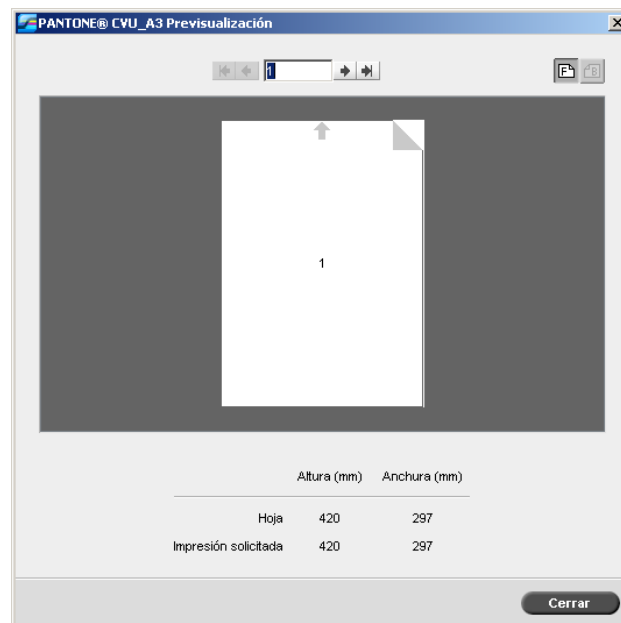 PANTONE® CVU_A3 Previsualización
1
F
B
1
Altura (mm) Anchura (mm)
Hoja 420 297
Impresión solicitada 420 297
Cerrar